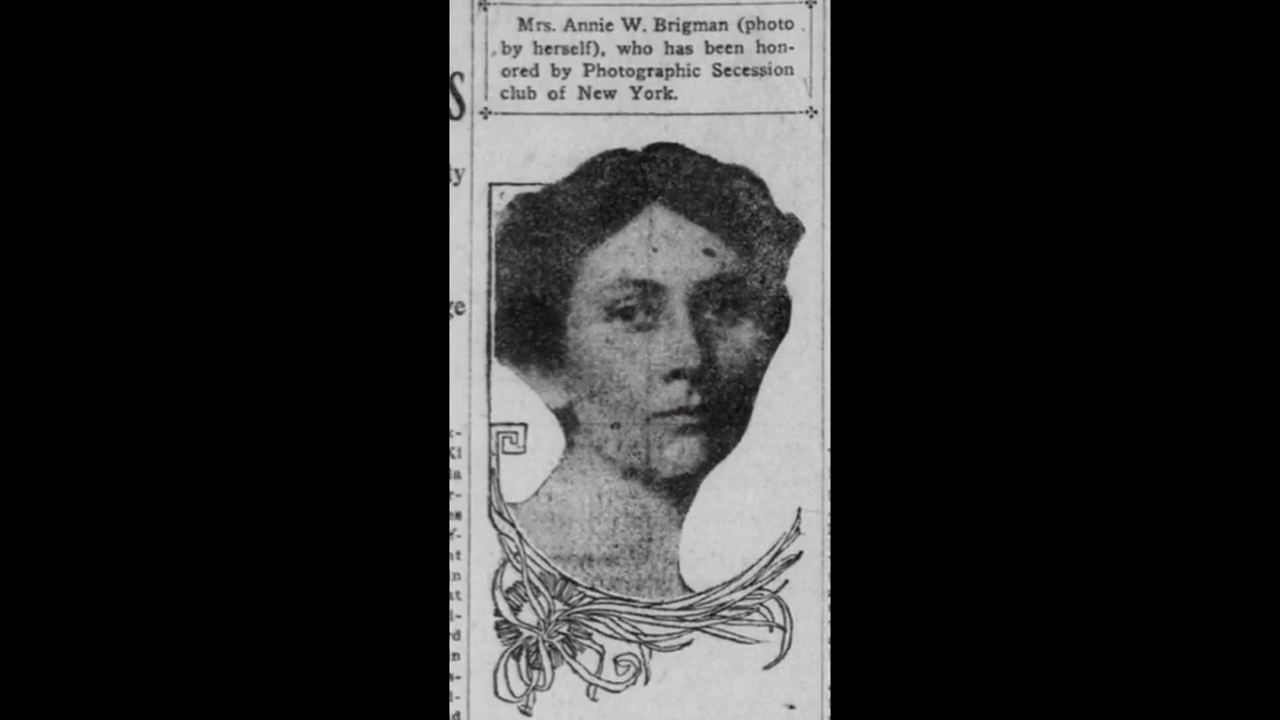 Mrs. Annie W. Brigman (photo
by herself), who has been hon-
ored by Photographic Secession
club of New York.